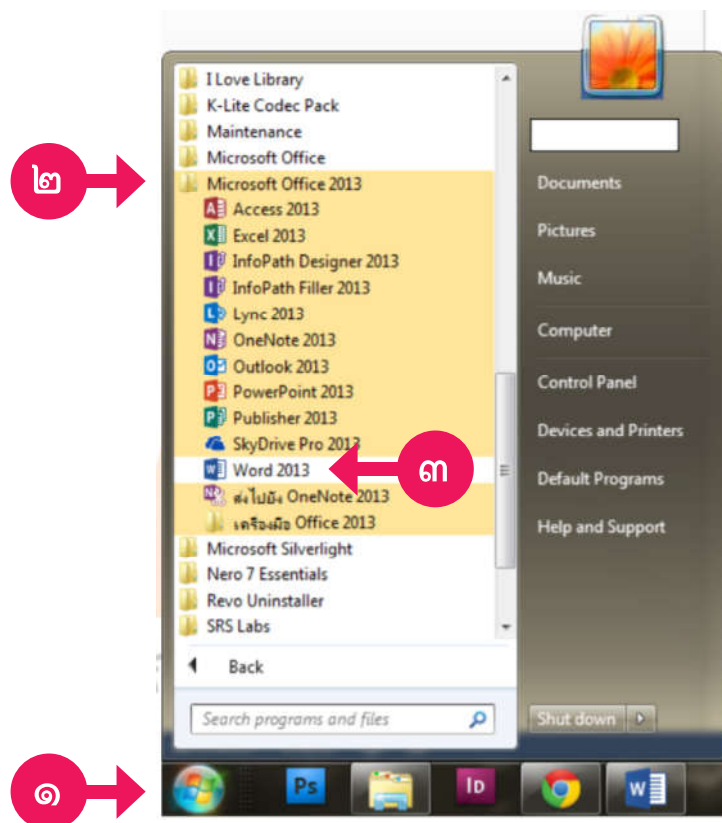 I Love Library
K-Lite Codec Pack
Maintenance
Microsoft Office
๒
Microsoft Office 2013
Access 2013
Excel 2013
InfoPath Designer 2013
InfoPath Filler 2013
Lync 2013
OneNote 2013
Outlook 2013
PowerPoint 2013
Publisher 2013
SkyDrive Pro 2013
Word 2013
๓
ส่งไปยัง OneNote 2013
เครื่องมือ Office 2013
Microsoft Silverlight
Nero 7 Essentials
Revo Uninstaller
SRS Labs
Back
Search programs and files
Documents
Pictures
Music
Computer
Control Panel
Devices and Printers
Default Programs
Help and Support
Shut down
๑
Ps
ID
W